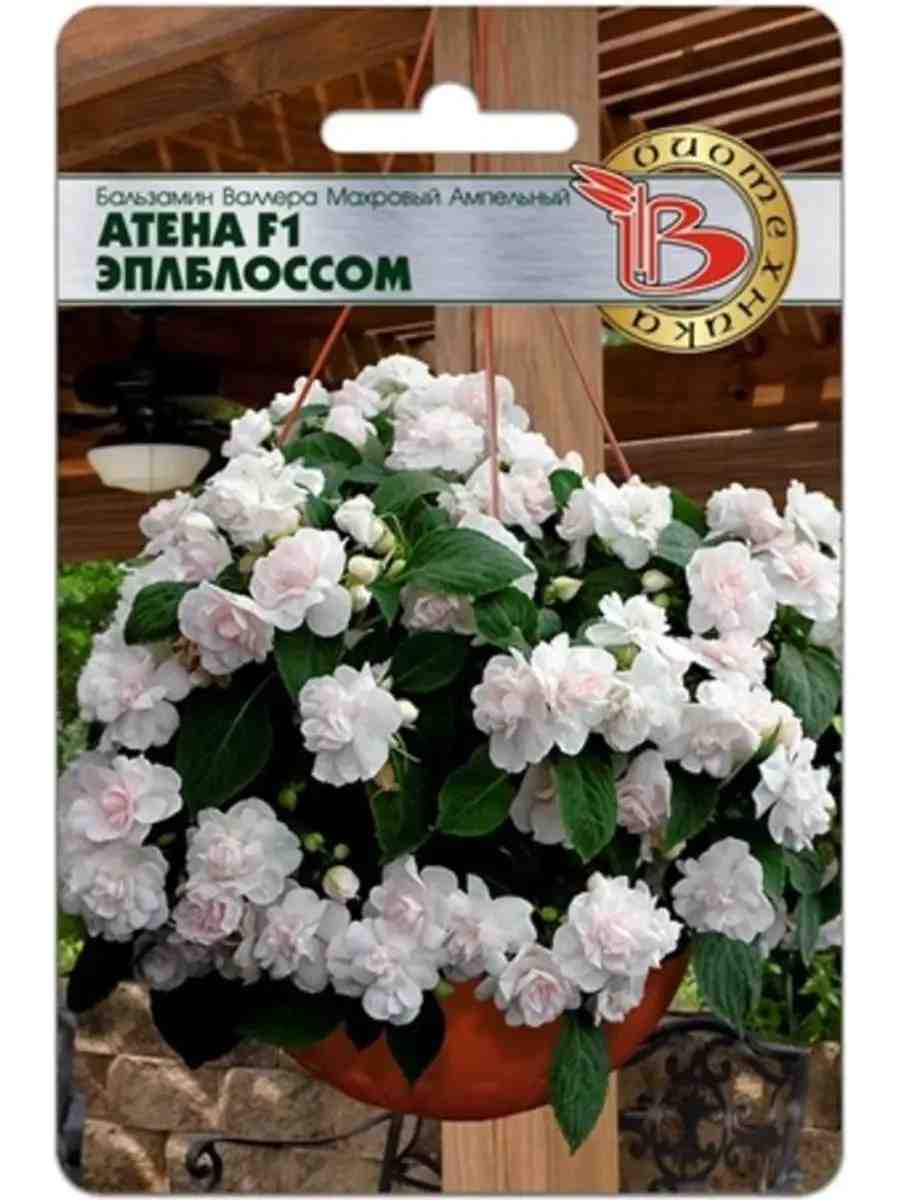 Бальзамин Валлера Махровый Ампельный
АТЕНА F1
ЭПЛБЛОССОМ
биотехника
Б